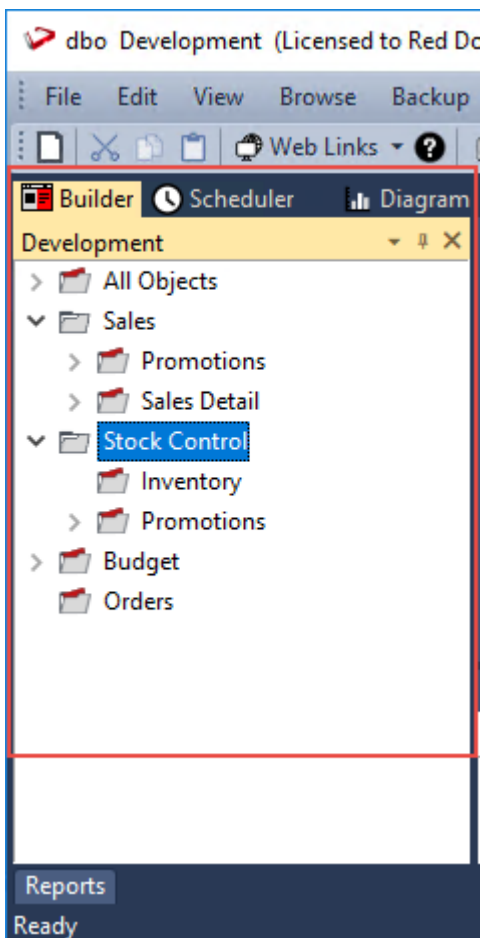 dbo Development (Licensed to Red Do
File Edit View Browse Backup
Web Links
Builder Scheduler Diagram
Development
All Objects
Sales
Promotions
Sales Detail
Stock Control
Inventory
Promotions
Budget
Orders
Reports
Ready